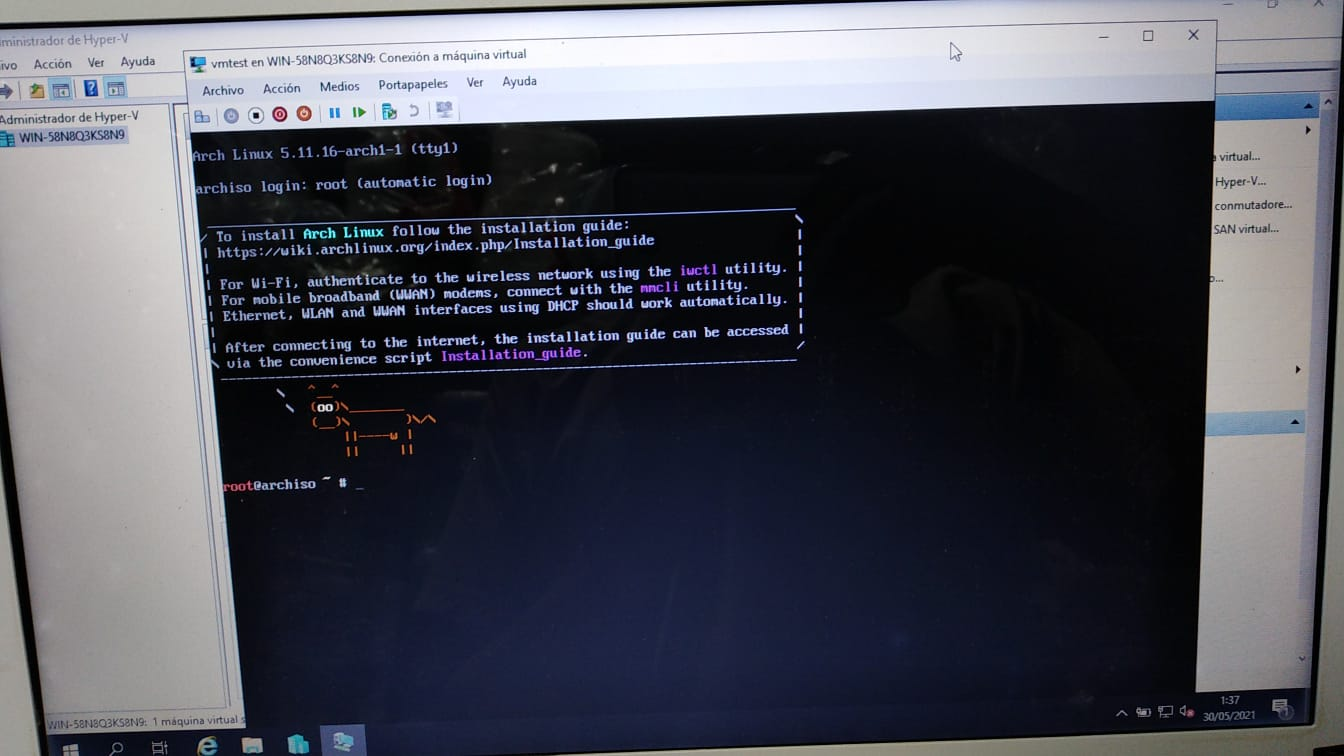 ministrador de Hyper-V
ivo Acción Ver Ayuda
Administrador de Hyper-V
WIN-58N8Q3KS8N9
vmtest en WIN-58N8Q3KS8N9: Conexión a máquina virtual
Archivo Acción Medios Portapapeles Ver Ayuda
Arch Linux 5.11.16-arch1-1 (tty1)
archiso login: root (automatic login)
To install Arch Linux follow the installation guide:
https://wiki.archlinux.org/index.php/Installation_guide
For Wi-Fi, authenticate to the wireless network using the iwctl utility.
For mobile broadband (WWAN) modems, connect with the mmcli utility.
Ethernet, WLAN and WWAN interfaces using DHCP should work automatically.
After connecting to the internet, the installation guide can be accessed
via the convenience script Installation_guide.
root@archiso ~ # _
a virtual...
Hyper-V...
conmutadore...
SAN virtual...
o...
WIN-58N8Q3KS8N9: 1 máquina virtual s
1:37
30/05/2021
1